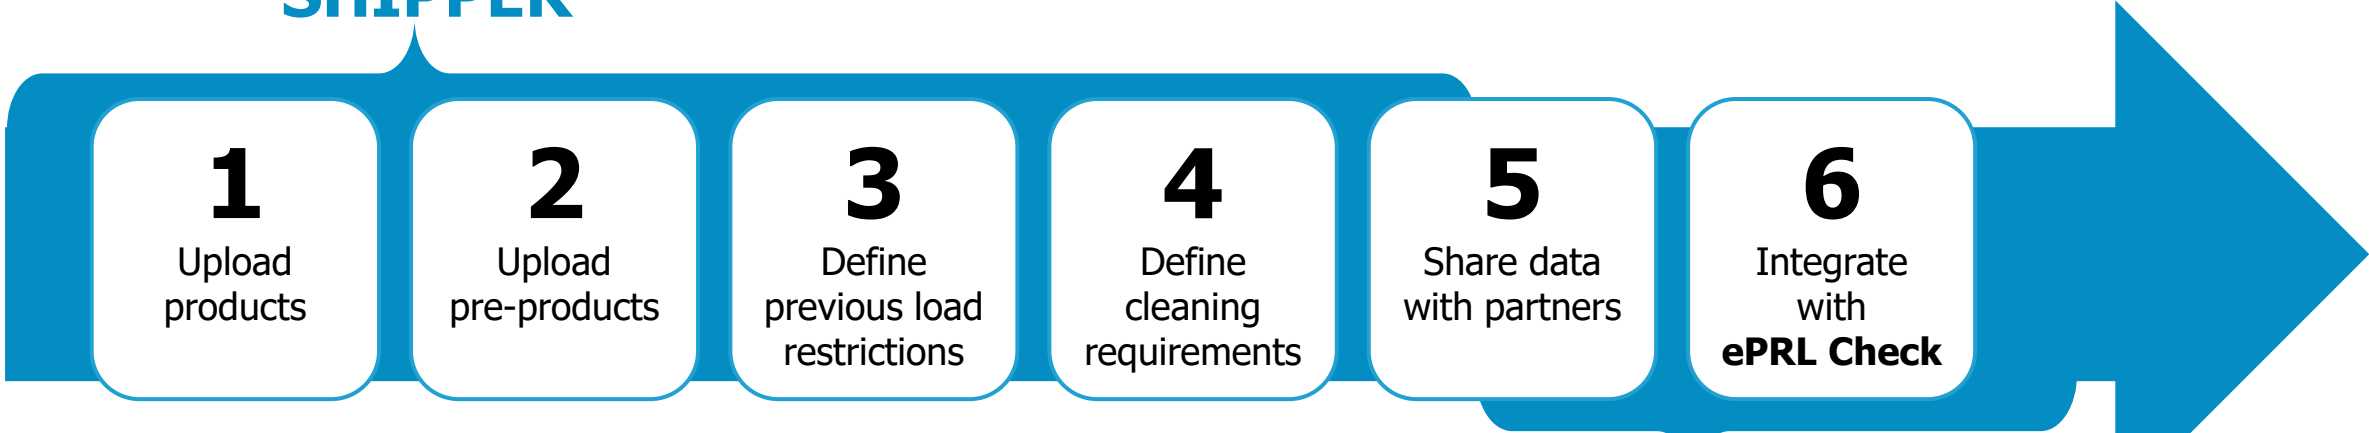 SHIPPER
1
Upload
products
2
Upload
pre-products
3
Define
previous load
restrictions
4
Define
cleaning
requirements
5
Share data
with partners
6
Integrate
with
ePRL Check